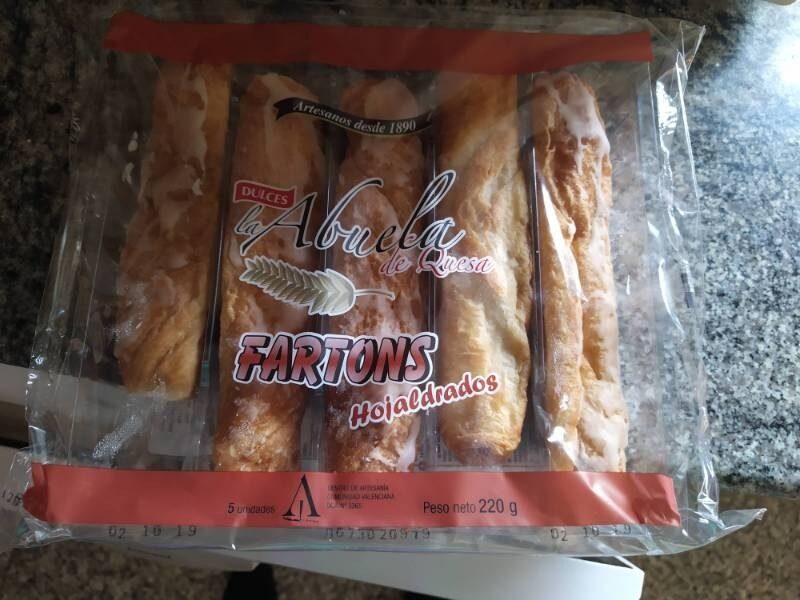 Artesanos desde 1890
DULCES
la Abuela
de Quesa
FARTONS
Hojaldrados
5 unidades
CENTRO DE ARTESANÍA
COMUNIDAD VALENCIANA
Peso neto 220 g
02 10 19
02 10 19